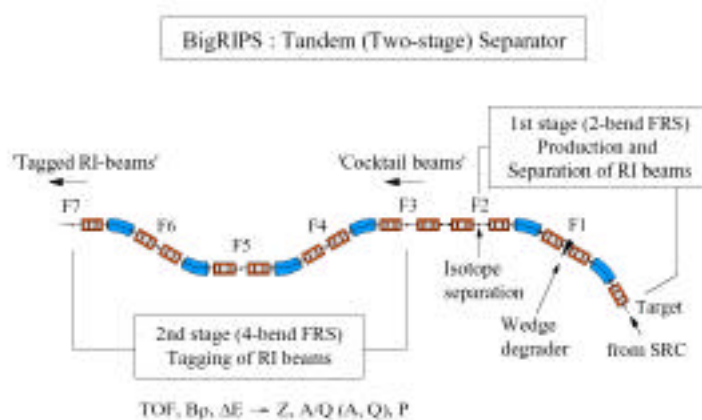 BigRIPS : Tandem (Two-stage) Separator
1st stage (2-bend FRS)
Production and
Separation of RI beams
'Tagged RI-beams'
'Cocktail beams'
F7
F6
F5
F4
F3
F2
F1
Isotope
separation
Wedge
degrader
Target
from SRC
2nd stage (4-bend FRS)
Tagging of RI beams
TOF, Bρ, ΔE → Z, A/Q (A, Q), P